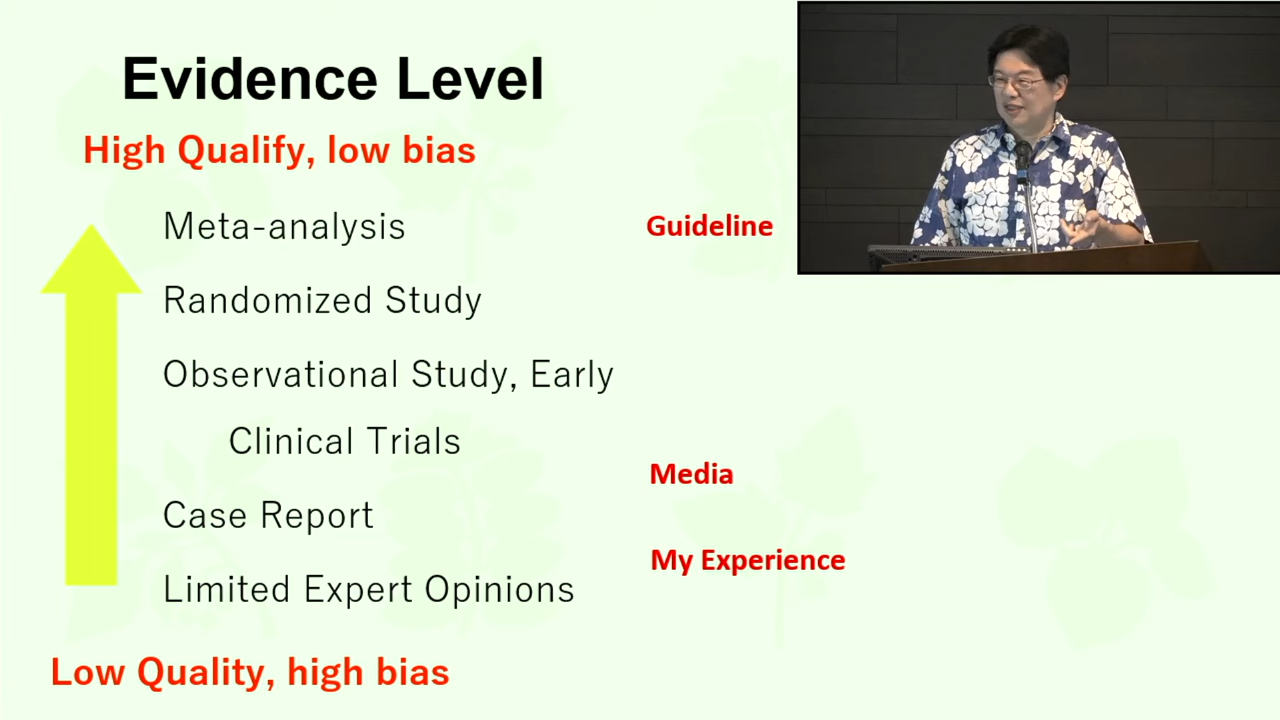 Evidence Level
High Qualify, low bias
Meta-analysis
Guideline
Randomized Study
Observational Study, Early
Clinical Trials
Media
Case Report
My Experience
Limited Expert Opinions
Low Quality, high bias